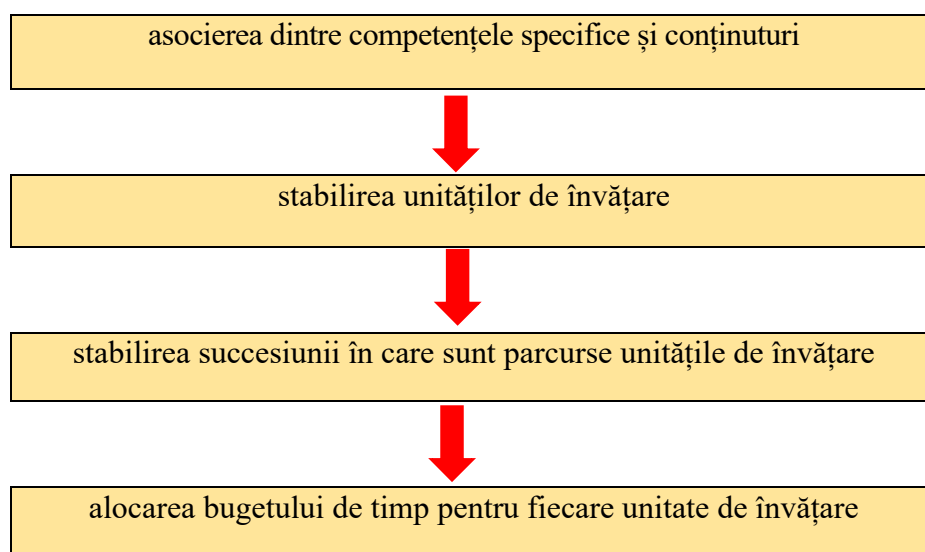 asocierea dintre competențele specifice și conținuturi
stabilirea unităților de învățare
stabilirea succesiunii în care sunt parcurse unitățile de învățare
alocarea bugetului de timp pentru fiecare unitate de învățare